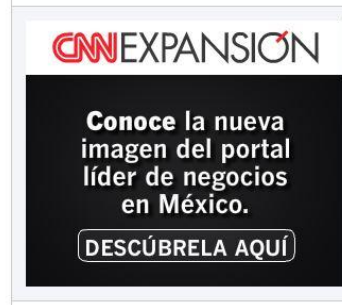 CNNEXPANSIÓN
Conoce la nueva
imagen del portal
líder de negocios
en México.
DESCÚBRELA AQUÍ